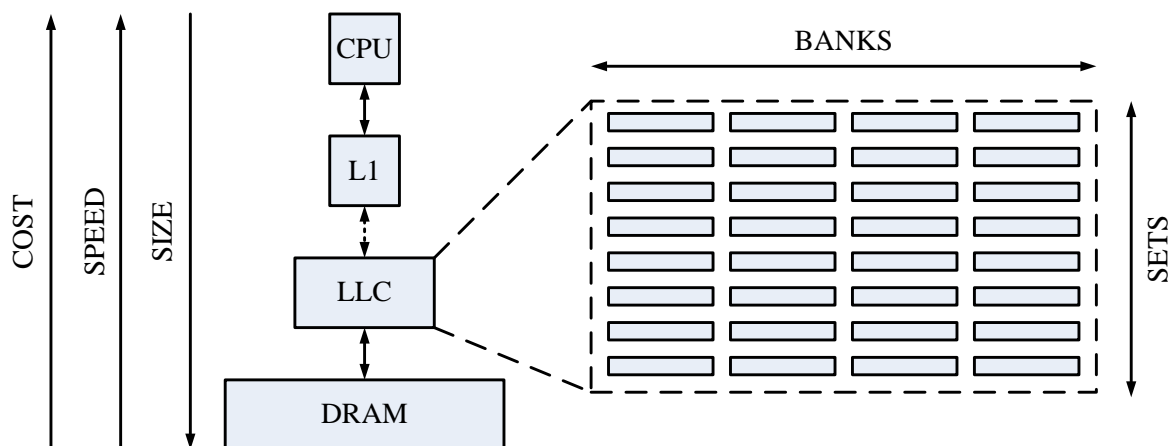 COST
SPEED
SIZE
CPU
L1
LLC
DRAM
BANKS
SETS